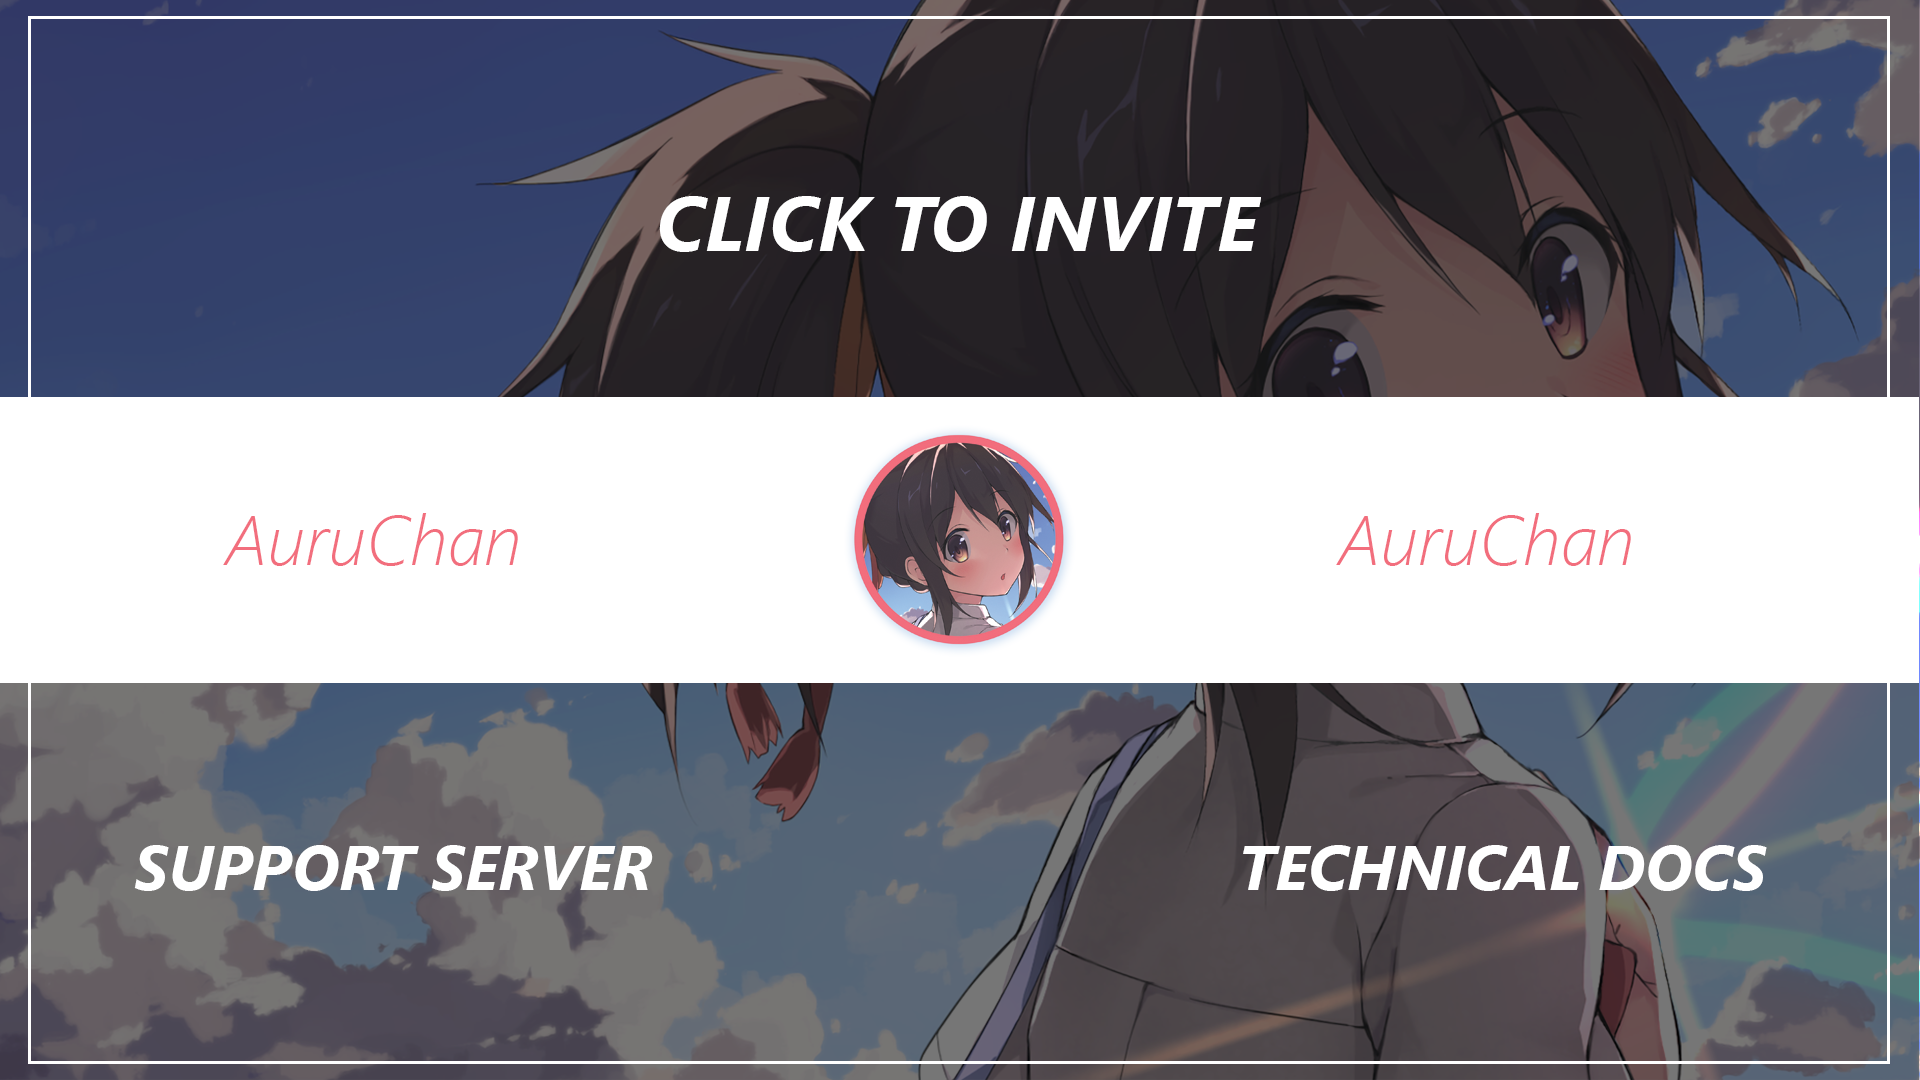 CLICK TO INVITE
AuruChan
AuruChan
SUPPORT SERVER
TECHNICAL DOCS